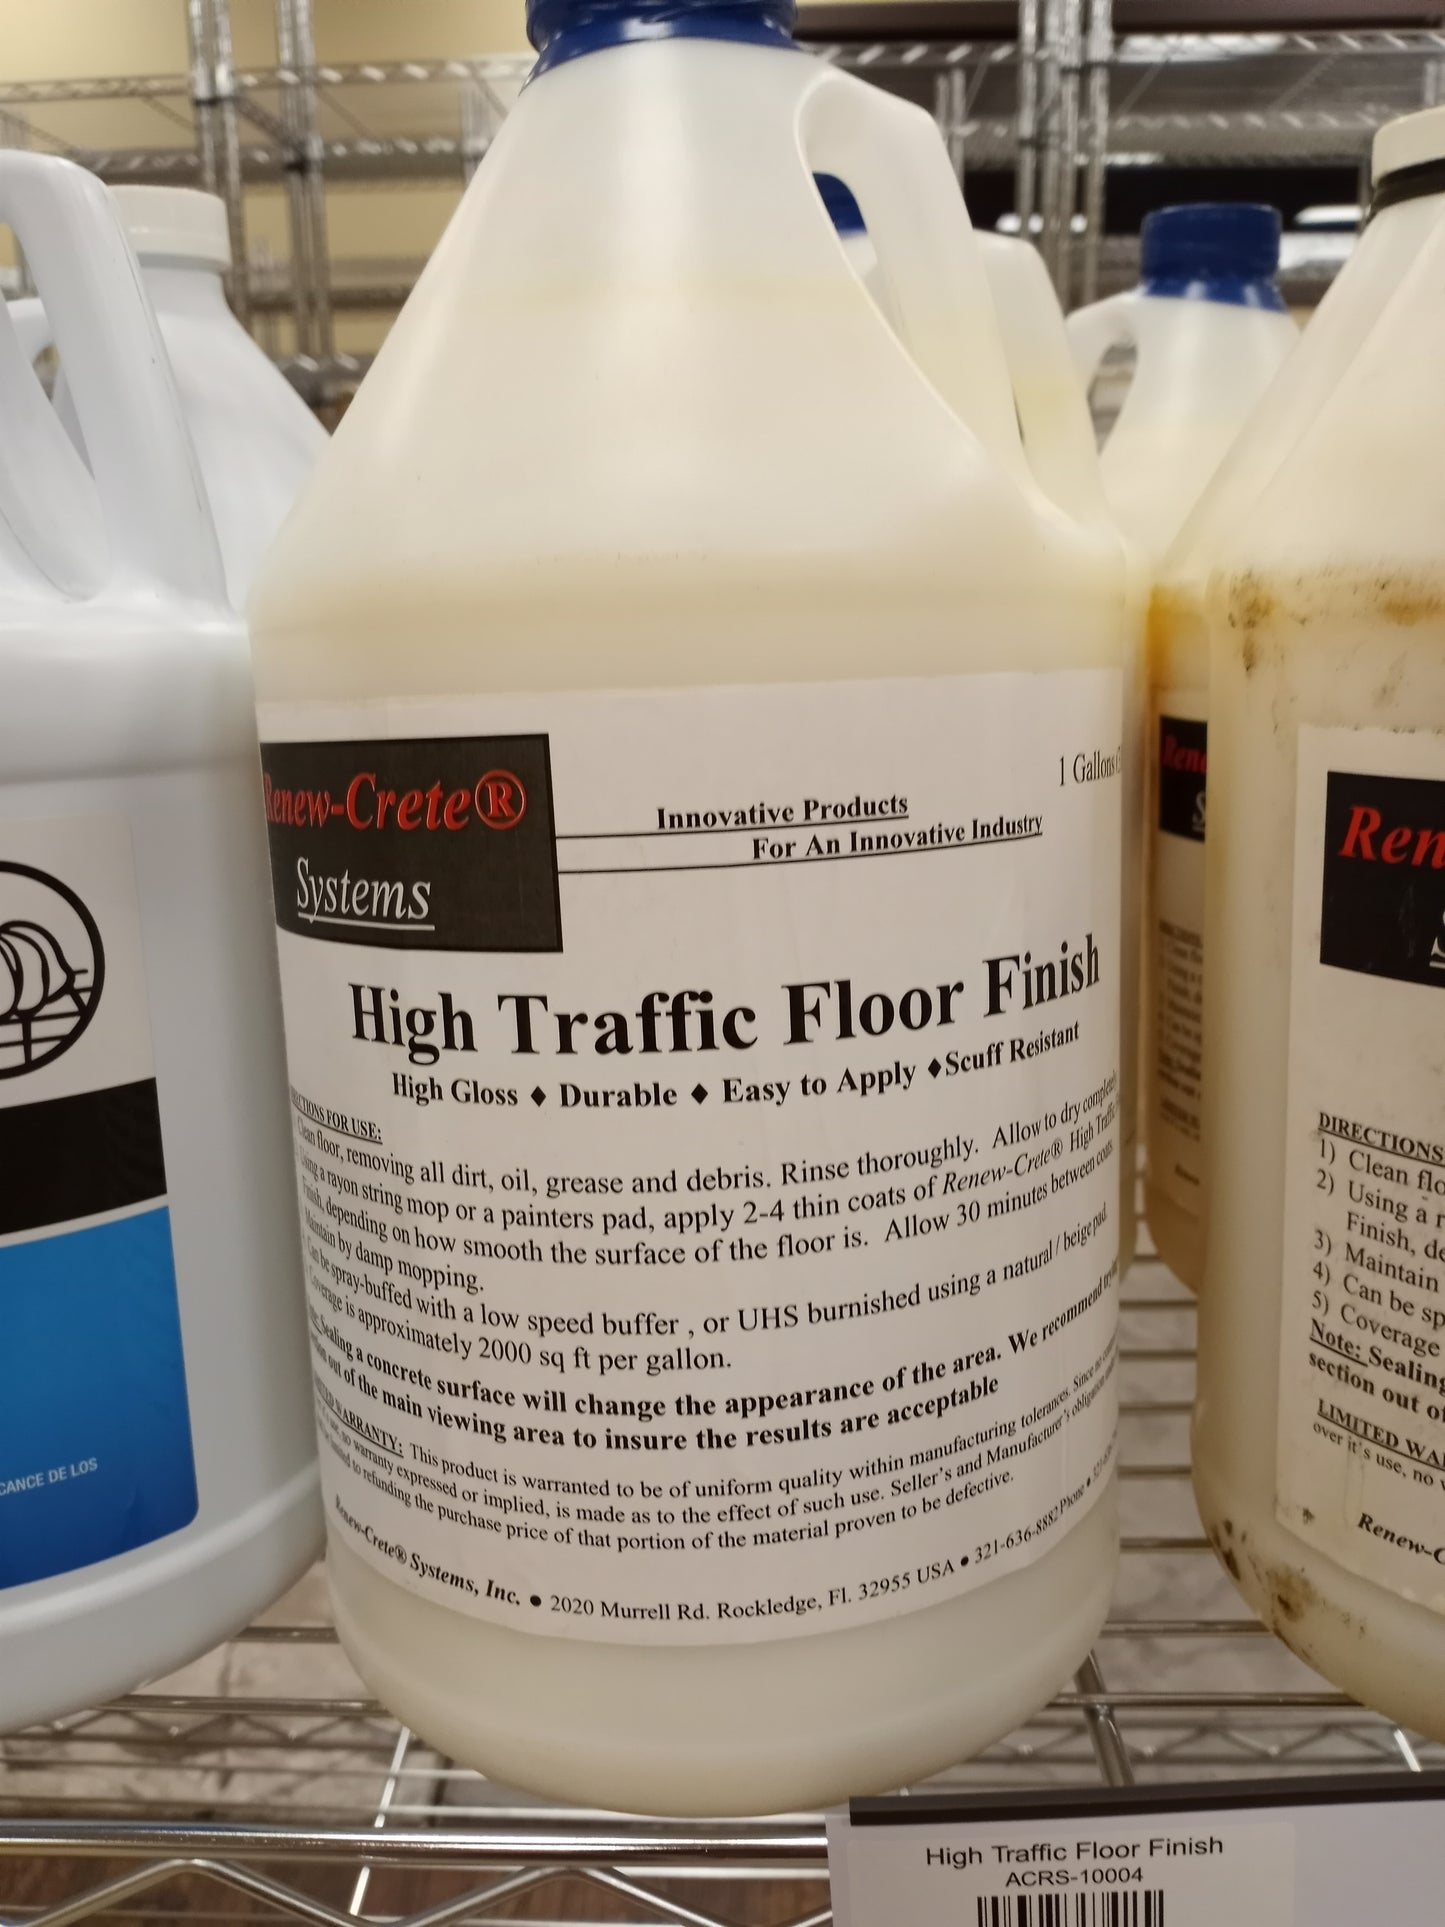 Renew-Crete®
Systems
Innovative Products
For An Innovative Industry
1 Gallons
High Traffic Floor Finish
High Gloss ♦ Durable ♦ Easy to Apply ♦Scuff Resistant
FOR USE:
Clean floor, removing all dirt, oil, grease and debris. Rinse thoroughly. Allow to dry completely
Using a rayon string mop or a painters pad, apply 2-4 thin coats of Renew-Crete® High Traffic
Finish, depending on how smooth the surface of the floor is. Allow 30 minutes between coats.
Maintain by damp mopping.
Can be spray-buffed with a low speed buffer , or UHS burnished using a natural / beige pad.
Coverage is approximately 2000 sq ft per gallon.
Sealing a concrete surface will change the appearance of the area. We recommend
out of the main viewing area to insure the results are acceptable
WARRANTY: This product is warranted to be of uniform quality within manufacturing tolerances. Since no
no warranty expressed or implied, is made as to the effect of such use. Seller's and Manufacturer's obligation
to refunding the purchase price of that portion of the material proven to be defective.
Renew-Crete® Systems, Inc. ● 2020 Murrell Rd. Rockledge, Fl. 32955 USA ● 321-636-8882 Phone ●
DIRECTIONS
1) Clean
2) Using a
Finish,
3) Maintain
4) Can be
5) Coverage
Note: Sealing
section out of
LIMITED
over it's use, no
CANCE DE LOS
High Traffic Floor Finish
ACRS-10004